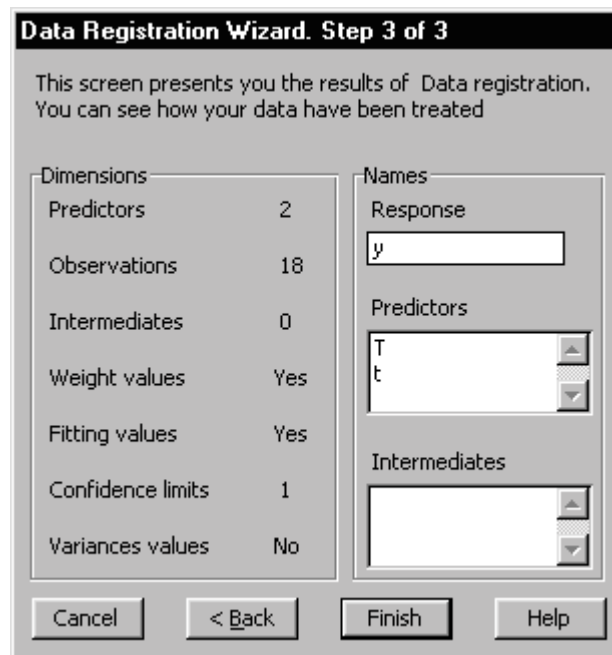 Data Registration Wizard. Step 3 of 3
This screen presents you the results of Data registration.
You can see how your data have been treated
Dimensions
Predictors 2
Observations 18
Intermediates 0
Weight values Yes
Fitting values Yes
Confidence limits 1
Variances values No
Names
Response
y
Predictors
T
t
Intermediates
Cancel
< Back
Finish
Help